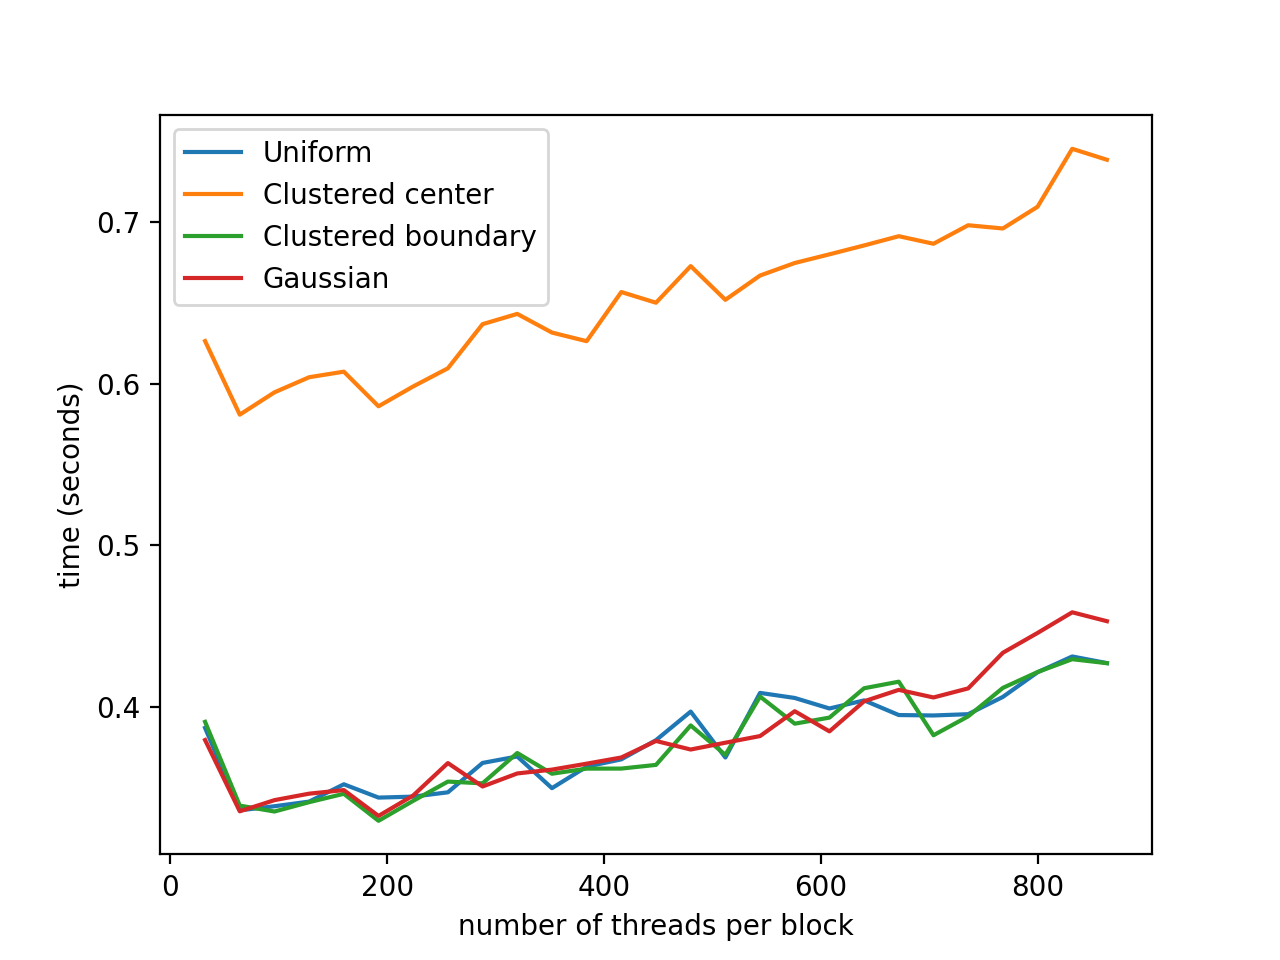 Uniform
Clustered center
Clustered boundary
Gaussian
0.7
0.6
0.5
0.4
time (seconds)
0 200 400 600 800
number of threads per block